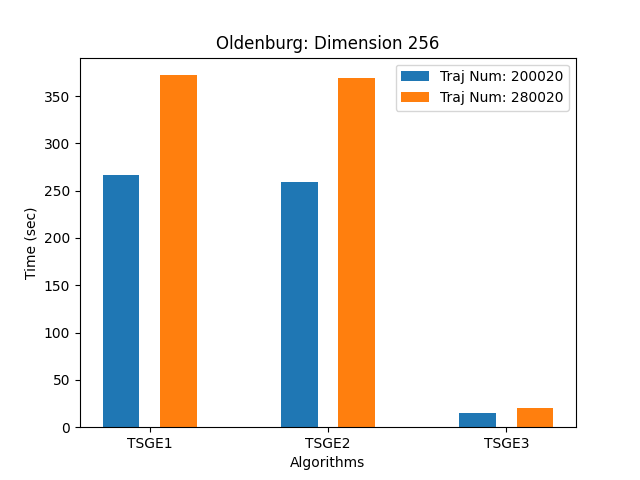 Oldenburg: Dimension 256
Traj Num: 200020
Traj Num: 280020
Time (sec)
350
300
250
200
150
100
50
0
TSGE1 TSGE2 TSGE3
Algorithms